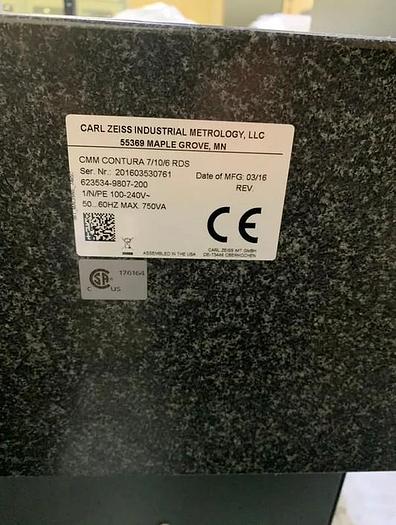 CARL ZEISS INDUSTRIAL METROLOGY, LLC
55369 MAPLE GROVE, MN
CMM CONTURA 7/10/6 RDS
Ser. Nr.: 201603530761 Date of MFG: 03/16
623534-9807-200 REV.
1/N/PE 100-240V~
50...60HZ MAX. 750VA
CE
ASSEMBLED IN THE USA
CARL ZEISS IMT GMBH
DE-73446 OBERKOCHEN
176164
SA
C US